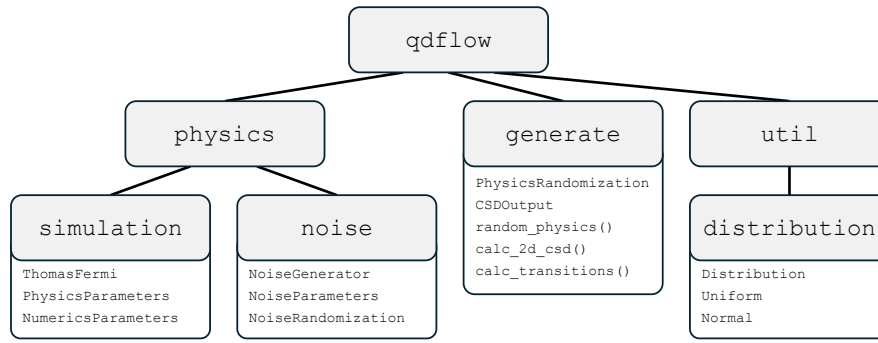 qdflow
physics
generate
util
PhysicsRandomization
CSDOutput
random_physics()
calc_2d_csd()
calc_transitions()
simulation
noise
distribution
ThomasFermi
PhysicsParameters
NumericsParameters
NoiseGenerator
NoiseParameters
NoiseRandomization
Distribution
Uniform
Normal